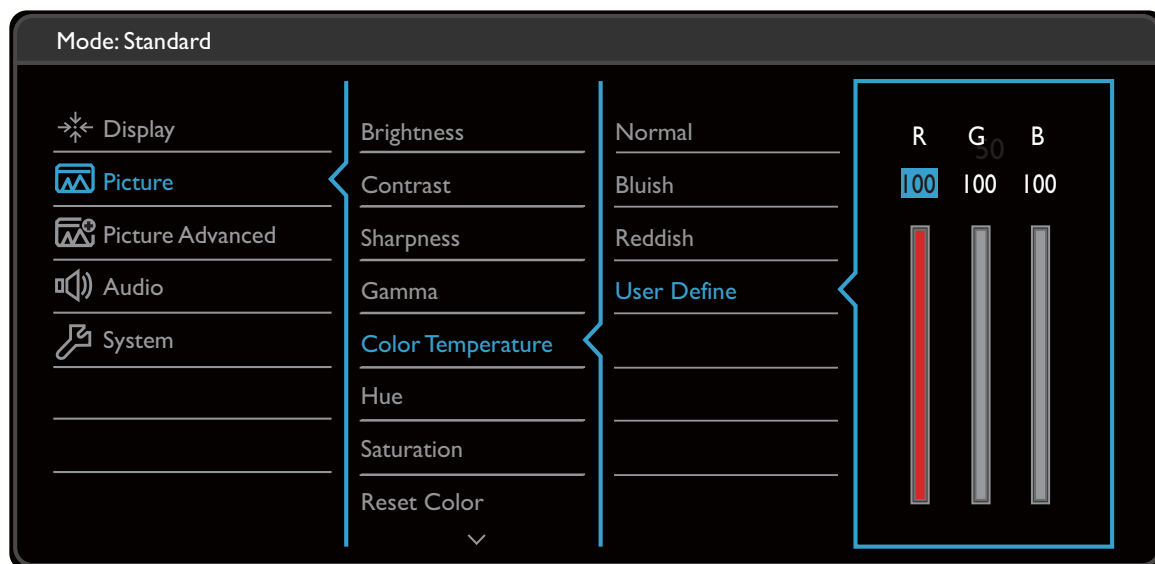 Mode: Standard
Display
Picture
Picture Advanced
Audio
System
Brightness
Contrast
Sharpness
Gamma
Color Temperature
Hue
Saturation
Reset Color
Normal
Bluish
Reddish
User Define
R G B
50
100 100 100